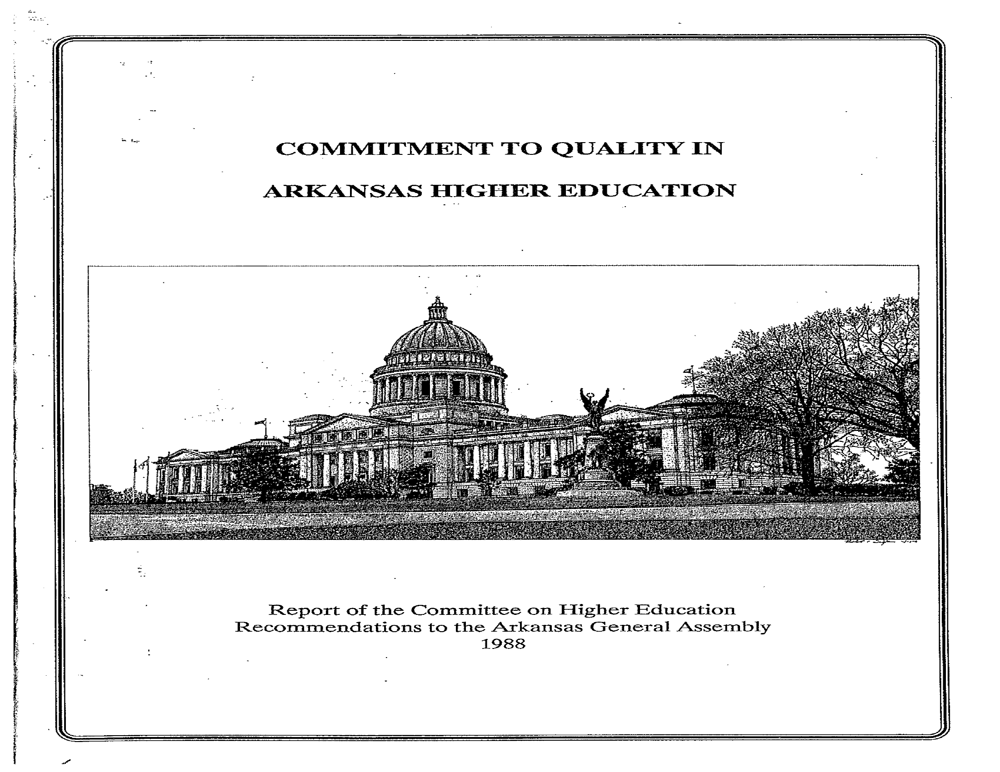 COMMITMENT TO QUALITY IN
ARKANSAS HIGHER EDUCATION
Report of the Committee on Higher Education
Recommendations to the Arkansas General Assembly
1988